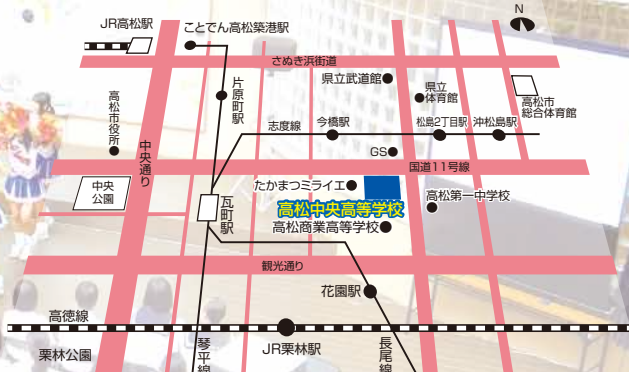 N
JR高松駅
ことでん高松築港駅
さぬき浜街道
県立武道館
片原町駅
県立
体育館
高松市
総合体育館
高松市役所
志度線
今橋駅
松島2丁目駅
沖松島駅
中央通り
GS
国道11号線
中央
公園
たかまつミライエ
瓦町駅
高松中央高等学校
高松第一中学校
高松商業高等学校
観光通り
花園駅
高徳線
栗林公園
琴平線
JR栗林駅
長尾線